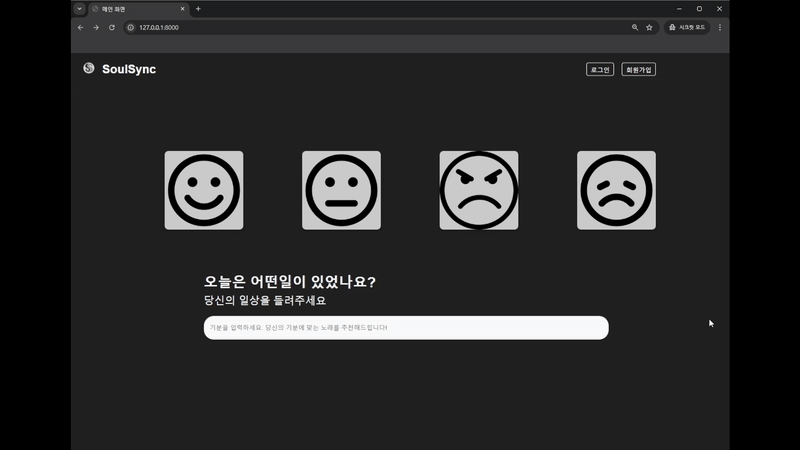 메인 화면
127.0.0.1:8000
시크릿 모드
SoulSync
로그인
회원가입
오늘은 어떤일이 있었나요?
당신의 일상을 들려주세요
기분을 입력하세요. 당신의 기분에 맞는 노래를 추천해드립니다!